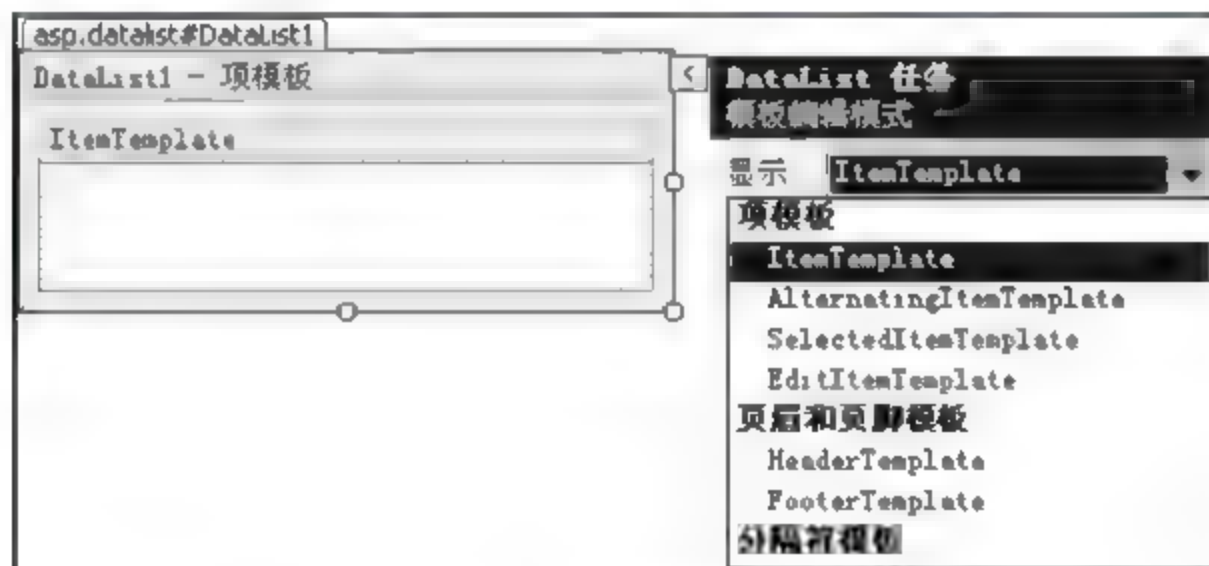 asp:datalist#DataList1
DataList1 - 项模板
ItemTemplate
DataList 任务
模板编辑模式
显示
ItemTemplate
项模板
ItemTemplate
AlternatingItemTemplate
SelectedItemTemplate
EditItemTemplate
页眉和页脚模板
HeaderTemplate
FooterTemplate
分隔符模板